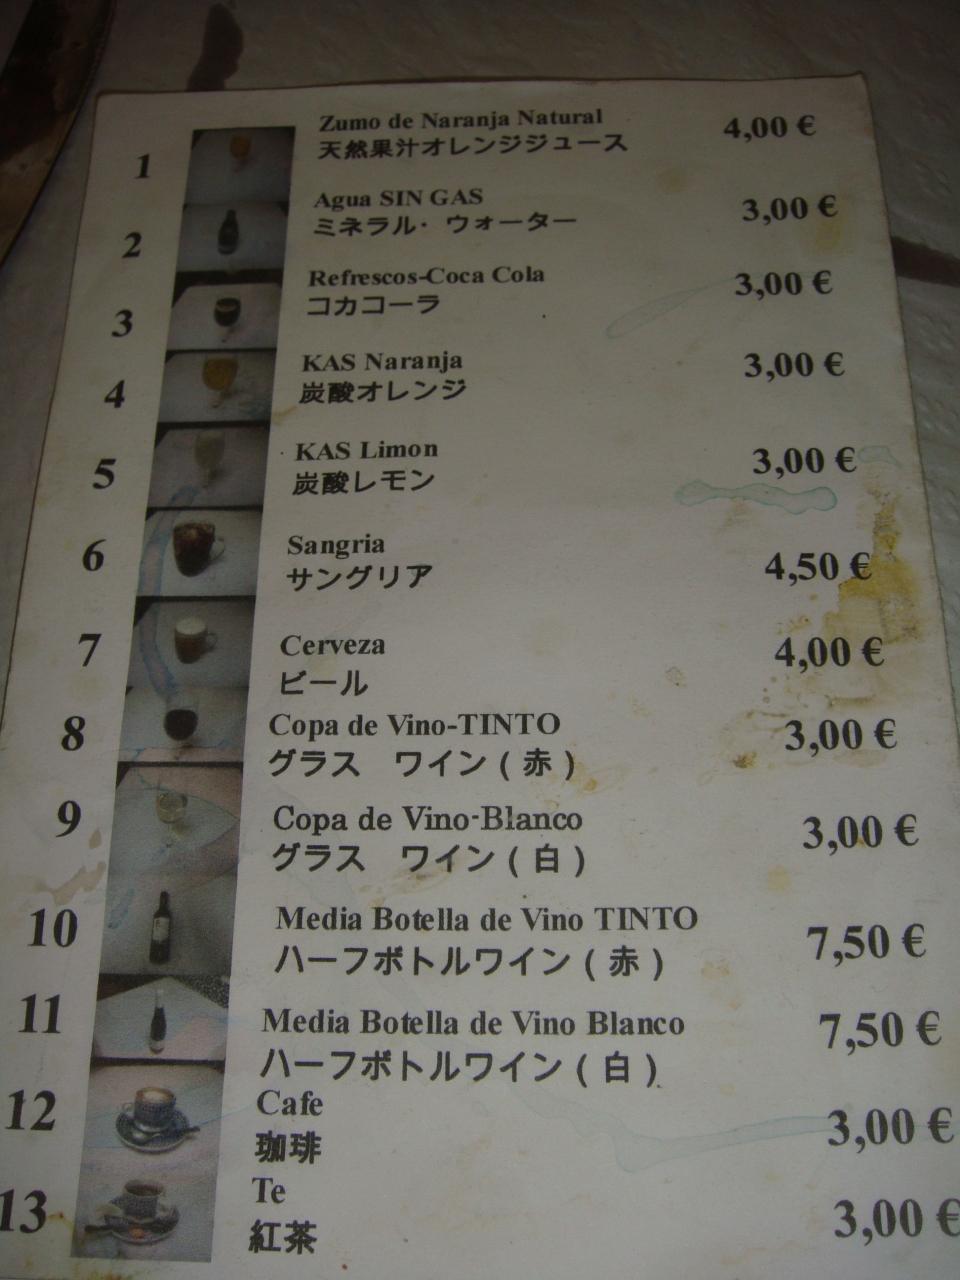 1
Zumo de Naranja Natural 4,00 €
天然果汁オレンジジュース
2
Agua SIN GAS 3,00 €
ミネラル・ウォーター
3
Refrescos-Coca Cola 3,00 €
コカコーラ
4
KAS Naranja 3,00 €
炭酸オレンジ
5
KAS Limon 3,00 €
炭酸レモン
6
Sangria 4,50 €
サングリア
7
Cerveza 4,00 €
ビール
8
Copa de Vino-TINTO 3,00 €
グラス ワイン(赤)
9
Copa de Vino-Blanco 3,00 €
グラス ワイン(白)
10
Media Botella de Vino TINTO 7,50 €
ハーフボトルワイン(赤)
11
Media Botella de Vino Blanco 7,50 €
ハーフボトルワイン(白)
12
Cafe 3,00 €
珈琲
13
Te 3,00 €
紅茶